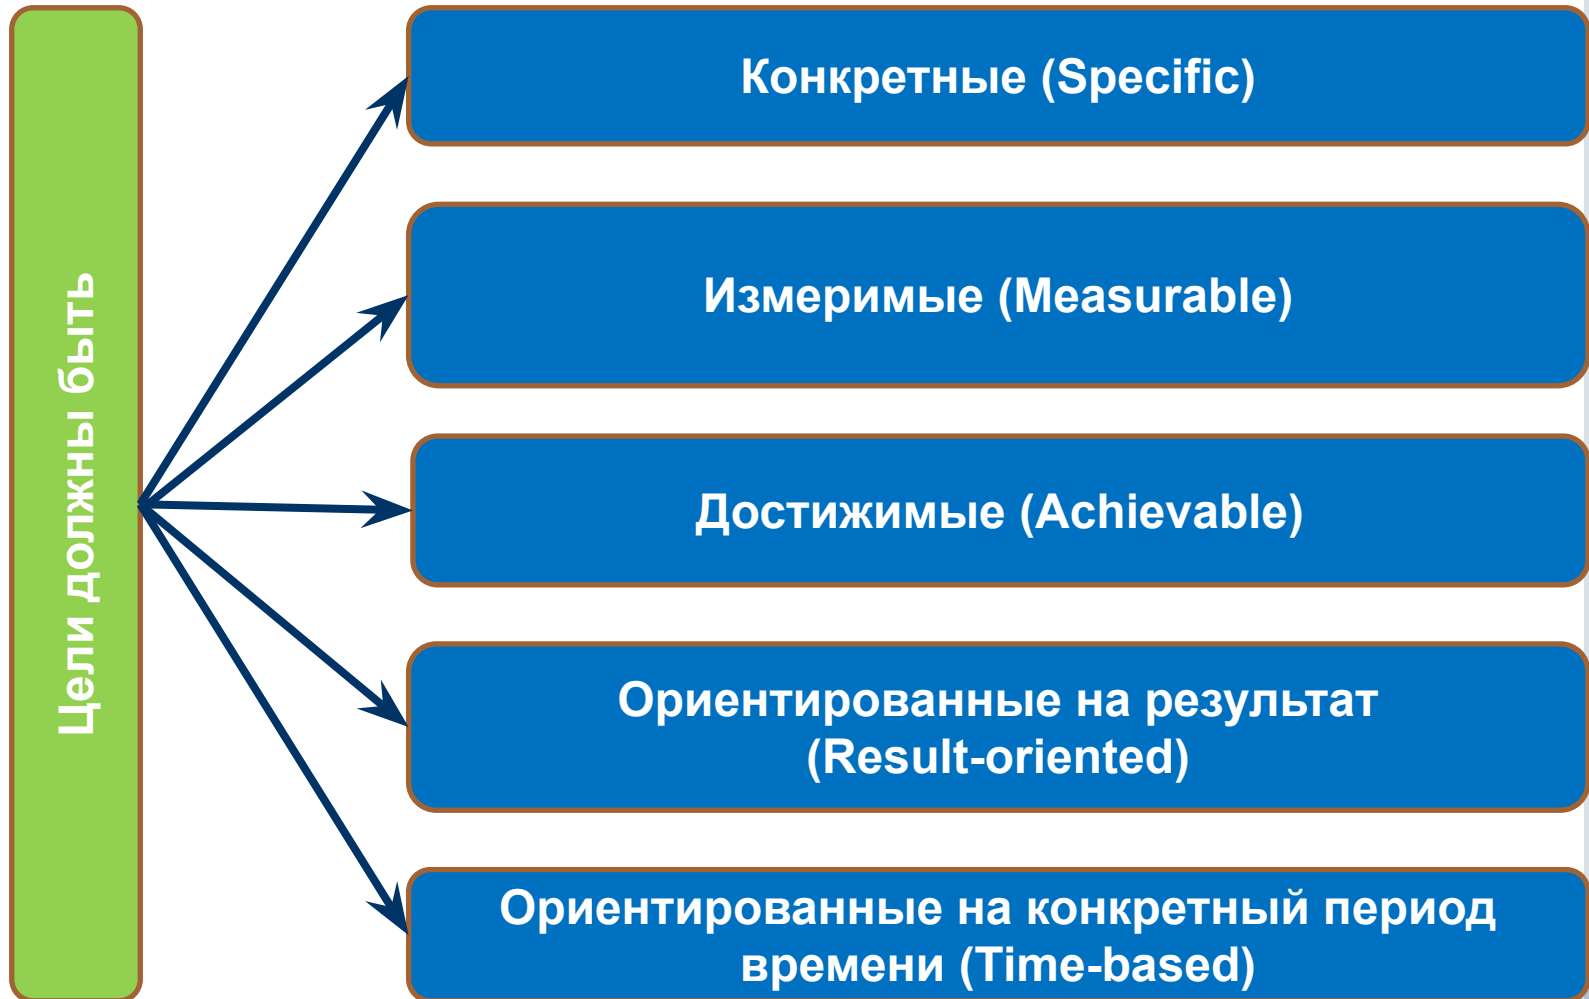 Цели должны быть
Конкретные (Specific)
Измеримые (Measurable)
Достижимые (Achievable)
Ориентированные на результат
(Result-oriented)
Ориентированные на конкретный период
времени (Time-based)